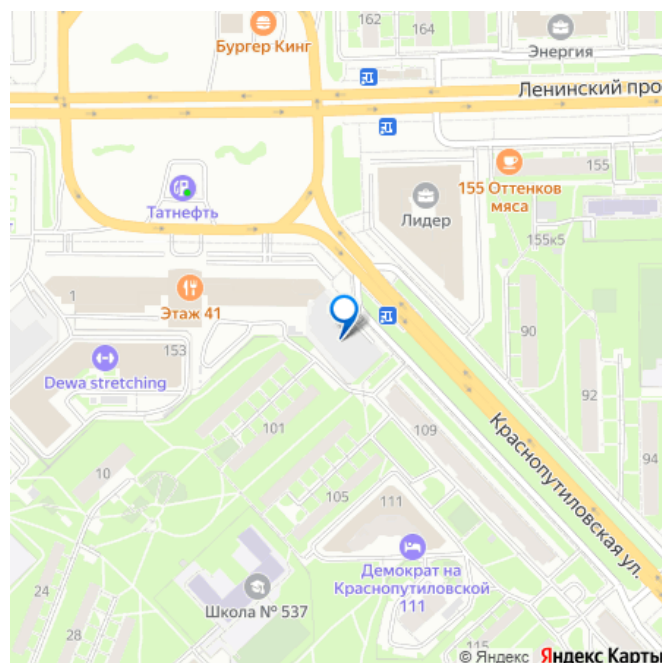 162
164
Бургер Кинг
Энергия
Ленинский про
155
155 Оттенков
мяса
Татнефть
Лидер
155к5
1
Этаж 41
90
153
Dewa stretching
92
101
109
Краснопутиловская ул.
94
10
105
111
Демократ на
Краснопутиловской
111
24
Школа № 537
28
115
© Яндекс Яндекс Карты